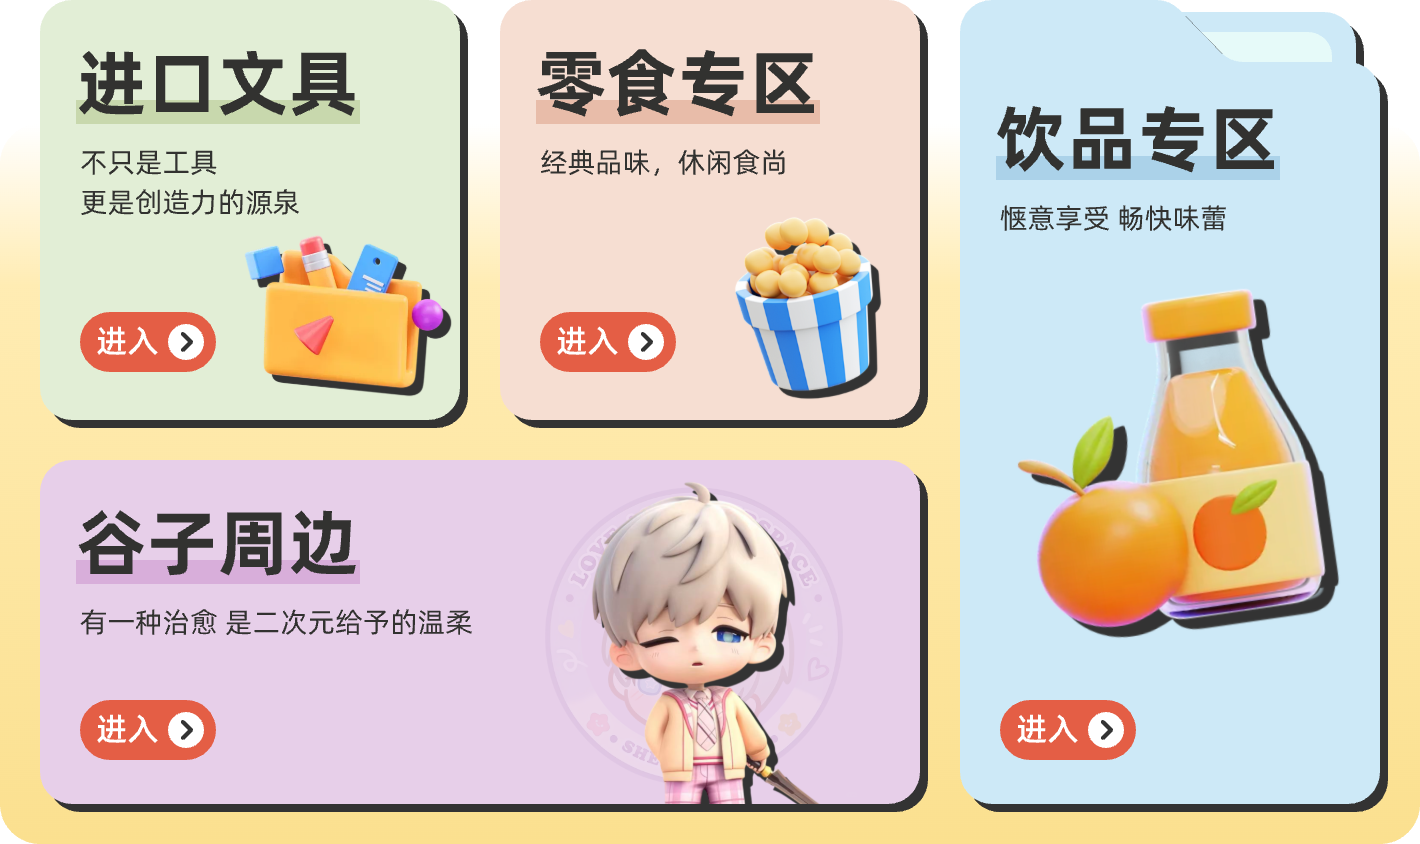 进口文具
不只是工具
更是创造力的源泉
进入
零食专区
经典品味，休闲食尚
进入
饮品专区
惬意享受 畅快味蕾
进入
谷子周边
有一种治愈 是二次元给予的温柔
进入